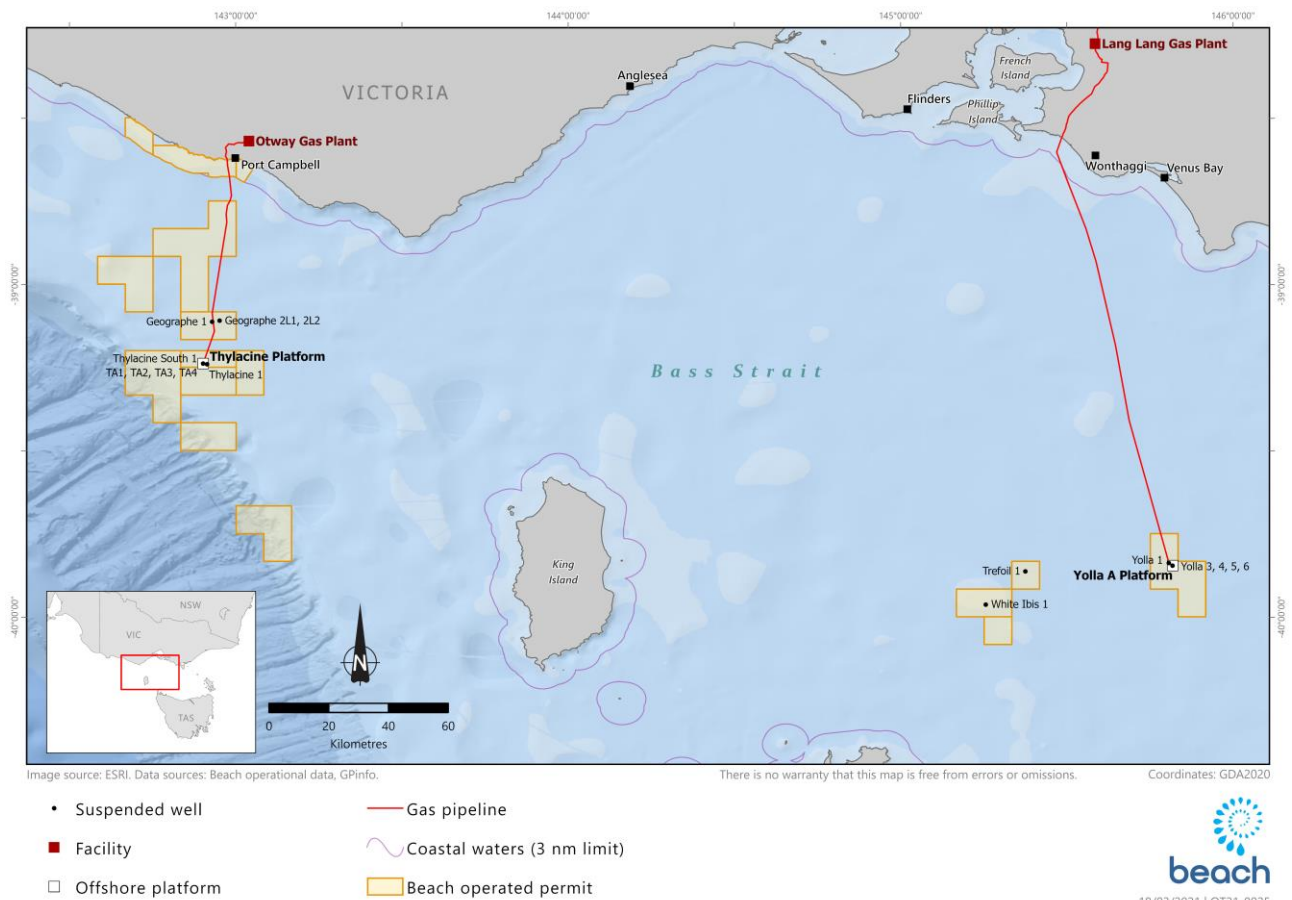 143°00'00"
144°00'00"
145°00'00"
146°00'00"
Lang Lang Gas Plant
French
Island
Anglesea
VICTORIA
Flinders
Phillip
Island
Otway Gas Plant
Port Campbell
Wonthaggi
Venus Bay
-39°00'00"
-39°00'00"
Geographe 1
Geographe 2L1, 2L2
Thylacine South 1
Thylacine Platform
TA1, TA2, TA3, TA4
Thylacine 1
Bass Strait
King
Island
Yolla 1
Yolla 3, 4, 5, 6
Trefoil 1
Yolla A Platform
White Ibis 1
-40°00'00"
-40°00'00"
NSW
VIC
TAS
N
0 20 40 60
Kilometres
Image source: ESRI. Data sources: Beach operational data, GPinfo.
There is no warranty that this map is free from errors or omissions.
Coordinates: GDA2020
Suspended well
Gas pipeline
Facility
Coastal waters (3 nm limit)
Offshore platform
Beach operated permit
beach